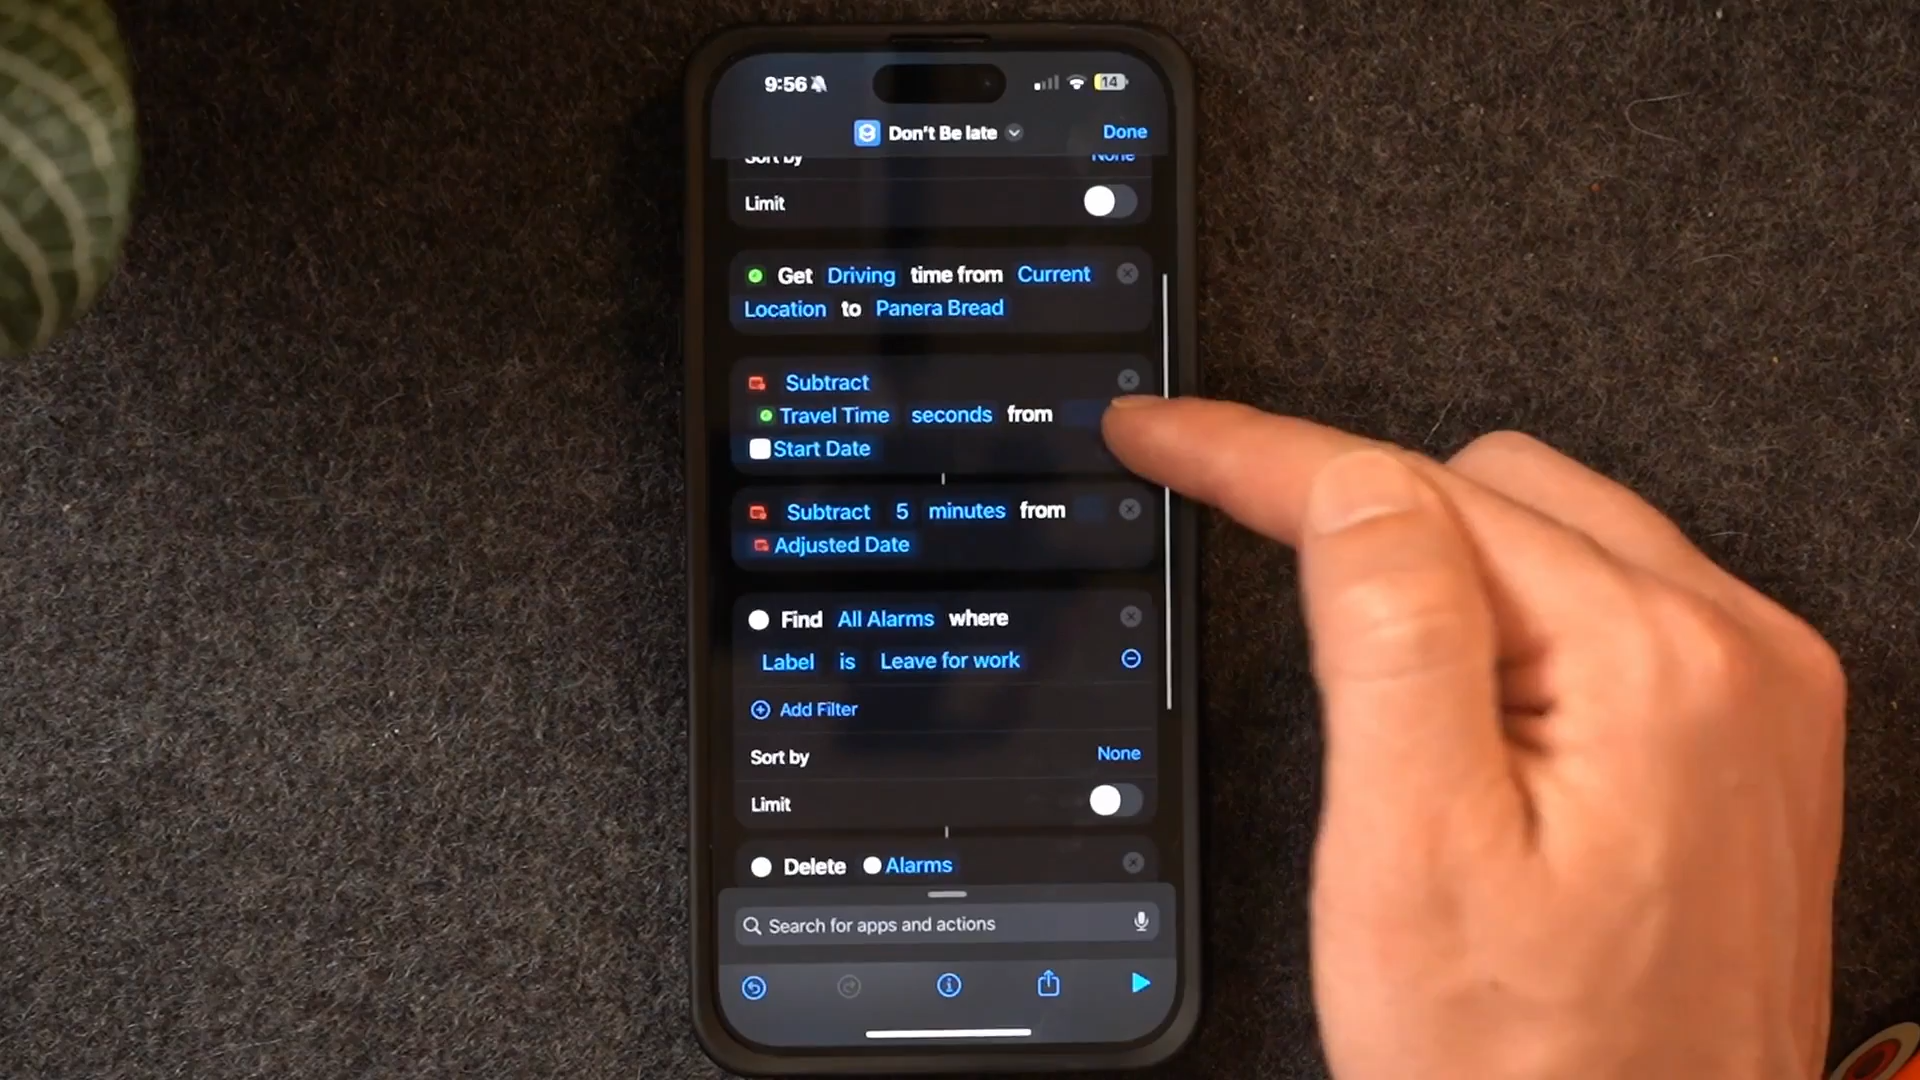 9:56
14
Don't Be late
Done
Sort by
None
Limit
Get Driving time from Current
Location to Panera Bread
Subtract
Travel Time seconds from
Start Date
Subtract 5 minutes from
Adjusted Date
Find All Alarms where
Label is Leave for work
Add Filter
Sort by
None
Limit
Delete Alarms
Search for apps and actions